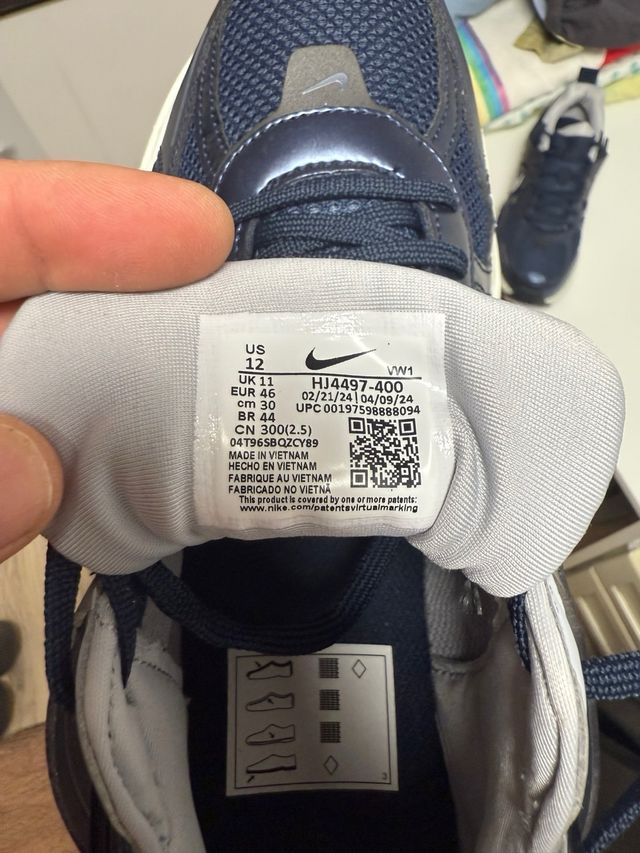 US
12
VW1
UK 11
HJ4497-400
EUR 46
02/21/24 | 04/09/24
cm 30
UPC 00197598888094
BR 44
CN 300(2.5)
04T96SBQZCY89
MADE IN VIETNAM
HECHO EN VIETNAM
FABRIQUE AU VIETNAM
FABRICADO NO VIETNÃ
This product is covered by one or more patents:
www.nike.com/patentsvirtualmarking
3